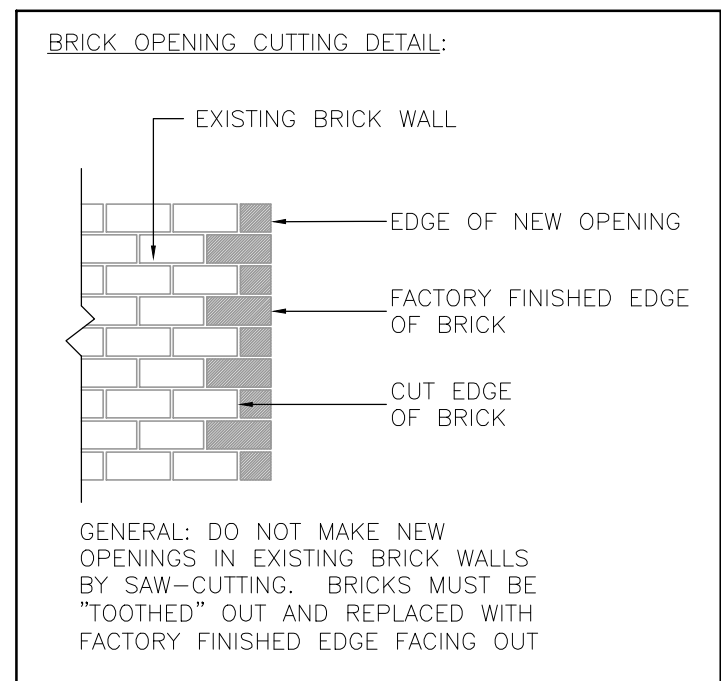 BRICK OPENING CUTTING DETAIL:
EXISTING BRICK WALL
EDGE OF NEW OPENING
FACTORY FINISHED EDGE
OF BRICK
CUT EDGE
OF BRICK
GENERAL: DO NOT MAKE NEW
OPENINGS IN EXISTING BRICK WALLS
BY SAW-CUTTING. BRICKS MUST BE
"TOOTHED" OUT AND REPLACED WITH
FACTORY FINISHED EDGE FACING OUT